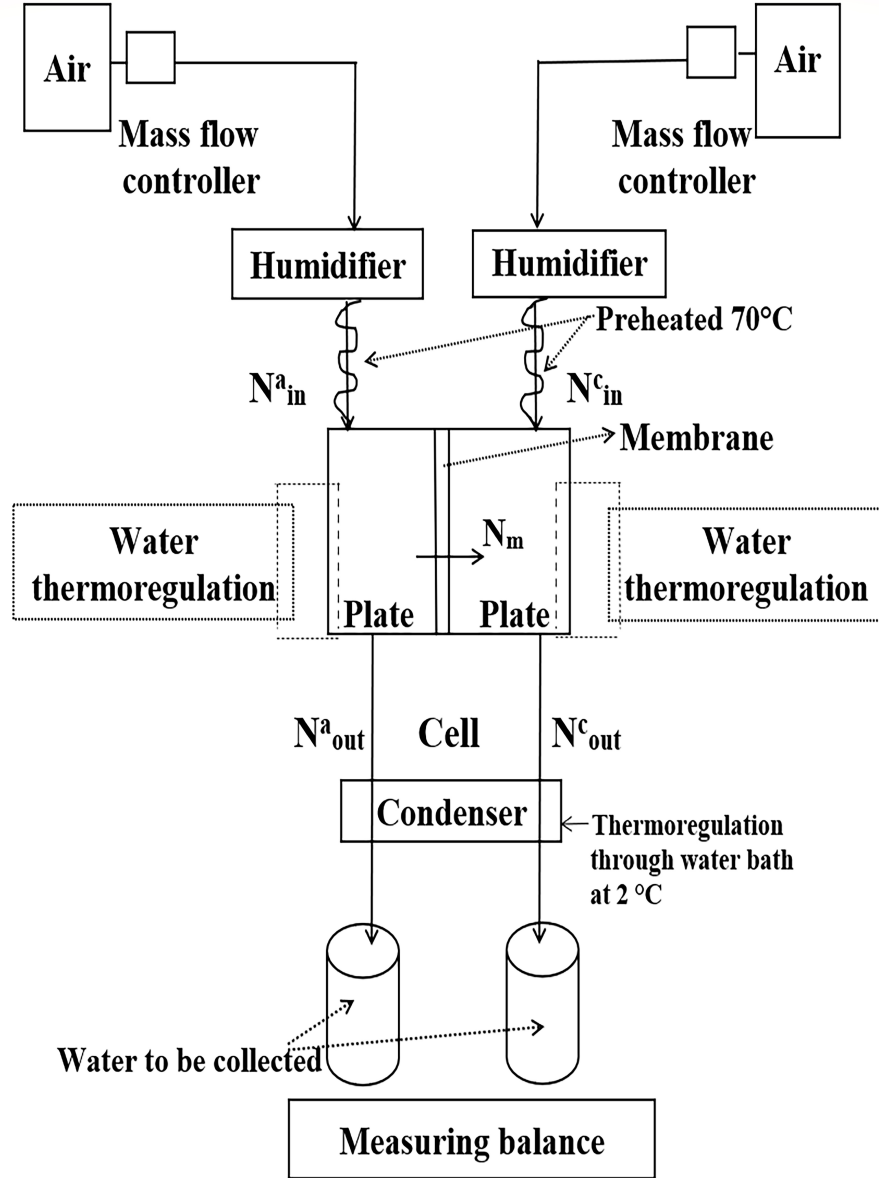 Air
Air
Mass flow
controller
Mass flow
controller
Humidifier
Humidifier
Preheated 70°C
Nᵃin
Nᶜin
Membrane
Water
thermoregulation
Nm
Water
thermoregulation
Plate
Plate
Nᵃout
Cell
Nᶜout
Condenser
Thermoregulation
through water bath
at 2 °C
Water to be collected
Measuring balance